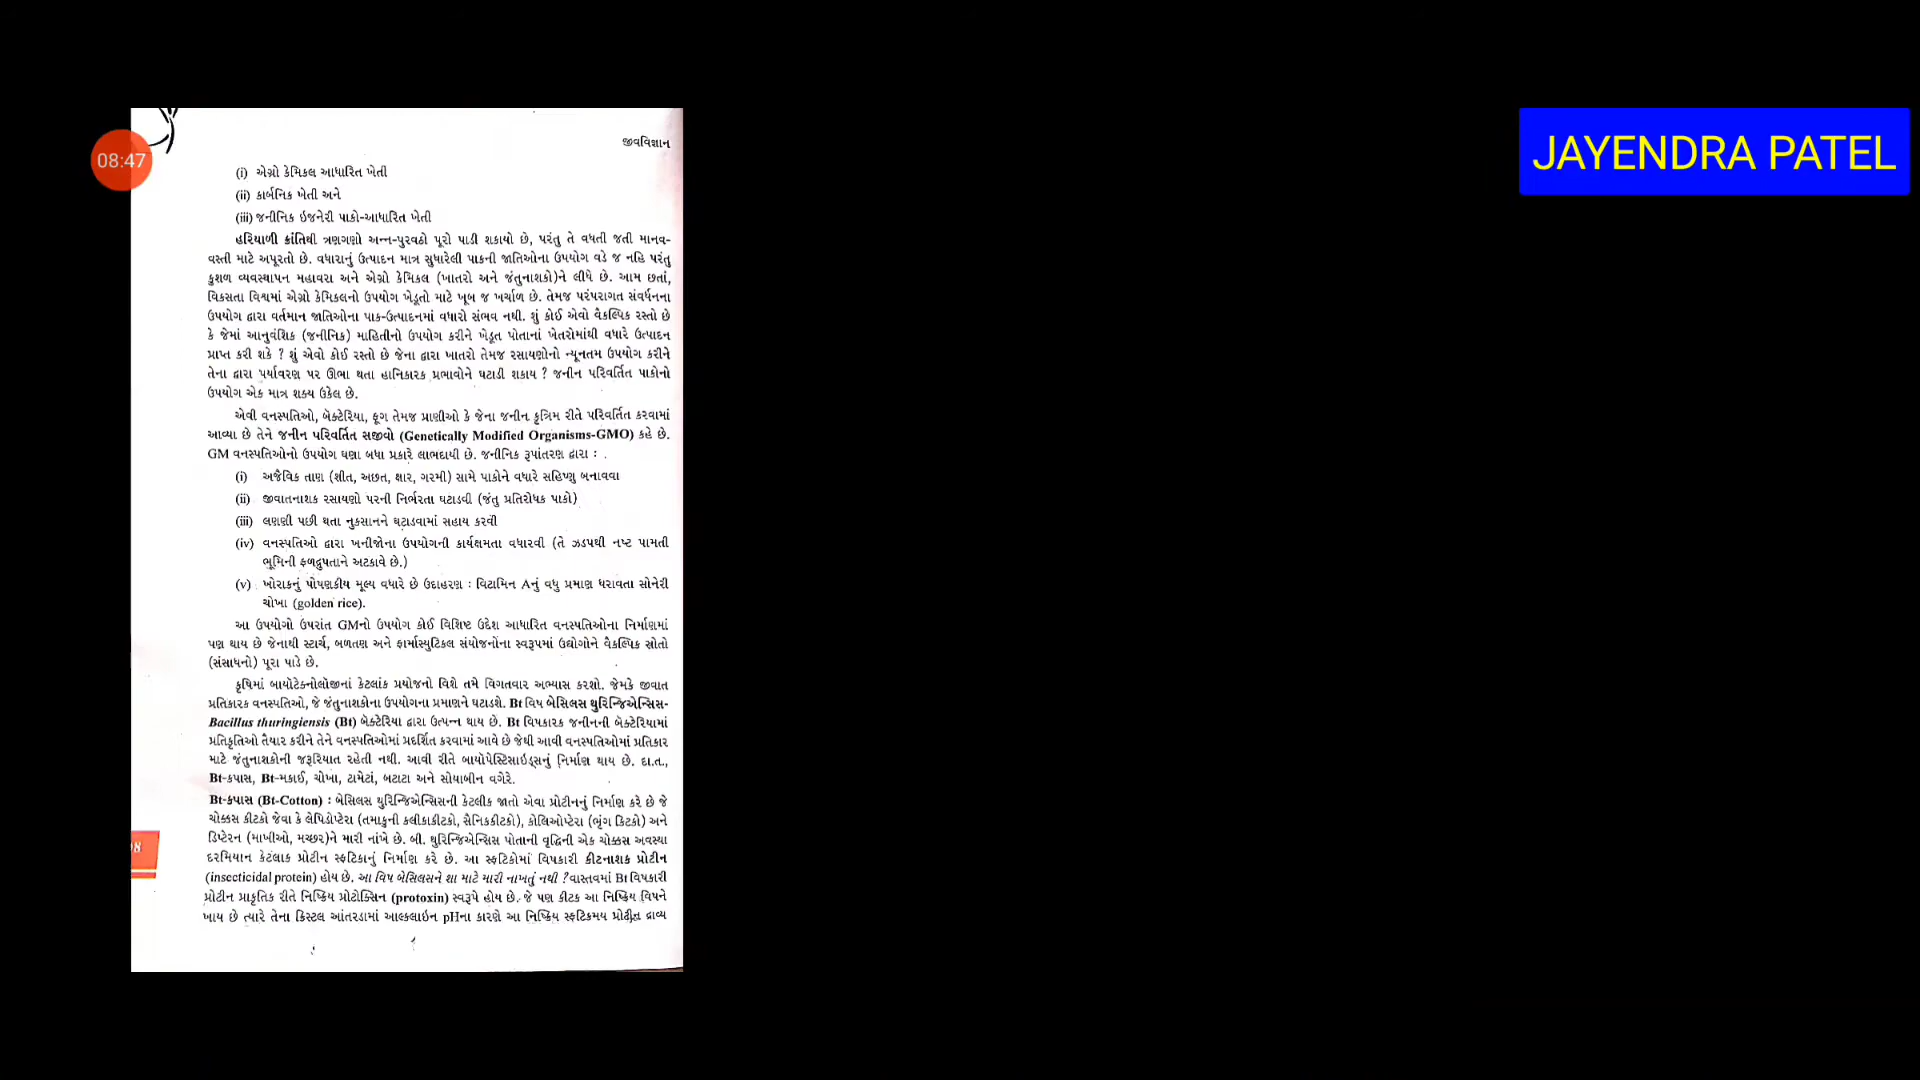 JAYENDRA PATEL
08:47
જીવવિજ્ઞાન
(i) એગ્રો કેમિકલ આધારિત ખેતી
(ii) કાર્બનિક ખેતી અને
(iii) જનીનિક ઇજનેરી પાકો-આધારિત ખેતી
હરિયાળી ક્રાંતિથી ત્રણગણો અન્ન-પુરવઠો પૂરો પાડી શકાયો છે, પરંતુ તે વધતી જતી માનવ-
વસ્તી માટે અપૂરતો છે. વધારાનું ઉત્પાદન માત્ર સુધારેલી પાકની જાતિઓના ઉપયોગ વડે જ નહિ પરંતુ
કુશળ વ્યવસ્થાપન મહાવરા અને એગ્રો કેમિકલ (ખાતરો અને જંતુનાશકો)ને લીધે છે. આમ છતાં,
વિકસતા વિશ્વમાં એગ્રો કેમિકલનો ઉપયોગ ખેડૂતો માટે ખૂબ જ ખર્ચાળ છે. તેમજ પરંપરાગત સંવર્ધનના
ઉપયોગ દ્વારા વર્તમાન જાતિઓના પાક-ઉત્પાદનમાં વધારો સંભવ નથી. શું કોઈ એવો વૈકલ્પિક રસ્તો છે
કે જેમાં આનુવંશિક (જનીનિક) માહિતીનો ઉપયોગ કરીને ખેડૂત પોતાનાં ખેતરોમાંથી વધારે ઉત્પાદન
પ્રાપ્ત કરી શકે ? શું એવો કોઈ રસ્તો છે જેના દ્વારા ખાતરો તેમજ રસાયણોનો ન્યૂનતમ ઉપયોગ કરીને
તેના દ્વારા પર્યાવરણ પર ઊભા થતા હાનિકારક પ્રભાવોને ઘટાડી શકાય ? જનીન પરિવર્તિત પાકોનો
ઉપયોગ એક માત્ર શક્ય ઉકેલ છે.
એવી વનસ્પતિઓ, બૅક્ટેરિયા, ફૂગ તેમજ પ્રાણીઓ કે જેના જનીન કૃત્રિમ રીતે પરિવર્તિત કરવામાં
આવ્યા છે તેને જનીન પરિવર્તિત સજીવો (Genetically Modified Organisms-GMO) કહે છે.
GM વનસ્પતિઓનો ઉપયોગ ઘણા બધા પ્રકારે લાભદાયી છે. જનીનિક રૂપાંતરણ દ્વારા :
(i) અજૈવિક તાણ (શીત, અછત, ક્ષાર, ગરમી) સામે પાકોને વધારે સહિષ્ણુ બનાવવા
(ii) જીવાતનાશક રસાયણો પરની નિર્ભરતા ઘટાડવી (જંતુ પ્રતિરોધક પાકો)
(iii) લણણી પછી થતા નુકસાનને ઘટાડવામાં સહાય કરવી
(iv) વનસ્પતિઓ દ્વારા ખનીજોના ઉપયોગની કાર્યક્ષમતા વધારવી (તે ઝડપથી નષ્ટ પામતી
ભૂમિની ફળદ્રુપતાને અટકાવે છે.)
(v) ખોરાકનું પોષણકીય મૂલ્ય વધારે છે ઉદાહરણ : વિટામિન Aનું વધુ પ્રમાણ ધરાવતા સોનેરી
ચોખા (golden rice).
આ ઉપયોગો ઉપરાંત GMનો ઉપયોગ કોઈ વિશિષ્ટ ઉદ્દેશ આધારિત વનસ્પતિઓના નિર્માણમાં
પણ થાય છે જેનાથી સ્ટાર્ચ, બળતણ અને ફાર્માસ્યુટિકલ સંયોજનોના સ્વરૂપમાં ઉદ્યોગોને વૈકલ્પિક સ્રોતો
(સંસાધનો) પૂરા પાડે છે.
કૃષિમાં બાયૉટેક્નોલૉજીનાં કેટલાંક પ્રયોજનો વિશે તમે વિગતવાર અભ્યાસ કરશો. જેમકે જીવાત
પ્રતિકારક વનસ્પતિઓ, જે જંતુનાશકોના ઉપયોગના પ્રમાણને ઘટાડશે. Bt વિષ બેસિલસ થુરિન્જિએન્સિસ-
Bacillus thuringiensis (Bt) બૅક્ટેરિયા દ્વારા ઉત્પન્ન થાય છે. Bt વિષકારક જનીનની બૅક્ટેરિયામાં
પ્રતિકૃતિઓ તૈયાર કરીને તેને વનસ્પતિઓમાં પ્રદર્શિત કરવામાં આવે છે જેથી આવી વનસ્પતિઓમાં પ્રતિકાર
માટે જંતુનાશકોની જરૂરિયાત રહેતી નથી. આવી રીતે બાયૉપેસ્ટિસાઇડ્સનું નિર્માણ થાય છે. દા.ત.,
Bt-કપાસ, Bt-મકાઈ, ચોખા, ટામેટાં, બટાટા અને સોયાબીન વગેરે.
Bt-કપાસ (Bt-Cotton) : બેસિલસ થુરિન્જિએન્સિસની કેટલીક જાતો એવા પ્રોટીનનું નિર્માણ કરે છે જે
ચોક્કસ કીટકો જેવા કે લેપિડોપ્ટેરા (તમાકુની કલીકાકીટકો, સૈનિકકીટકો), કોલિઓપ્ટેરા (ભૃંગ કિટકો) અને
ડિપ્ટેરન (માખીઓ, મચ્છર)ને મારી નાંખે છે. બી. થુરિન્જિએન્સિસ પોતાની વૃદ્ધિની એક ચોક્કસ અવસ્થા
દરમિયાન કેટલાક પ્રોટીન સ્ફટિકાનું નિર્માણ કરે છે. આ સ્ફટિકોમાં વિષકારી કીટનાશક પ્રોટીન
(insecticidal protein) હોય છે. આ વિષ બેસિલસને શા માટે મારી નાખતું નથી ? વાસ્તવમાં Bt વિષકારી
પ્રોટીન પ્રાકૃતિક રીતે નિષ્ક્રિય પ્રોટોક્સિન (protoxin) સ્વરૂપે હોય છે. જે પણ કીટક આ નિષ્ક્રિય વિષને
ખાય છે ત્યારે તેના ક્રિસ્ટલ આંતરડામાં આલ્કલાઇન pHના કારણે આ નિષ્ક્રિય સ્ફટિકમય પ્રોટીન દ્રાવ્ય